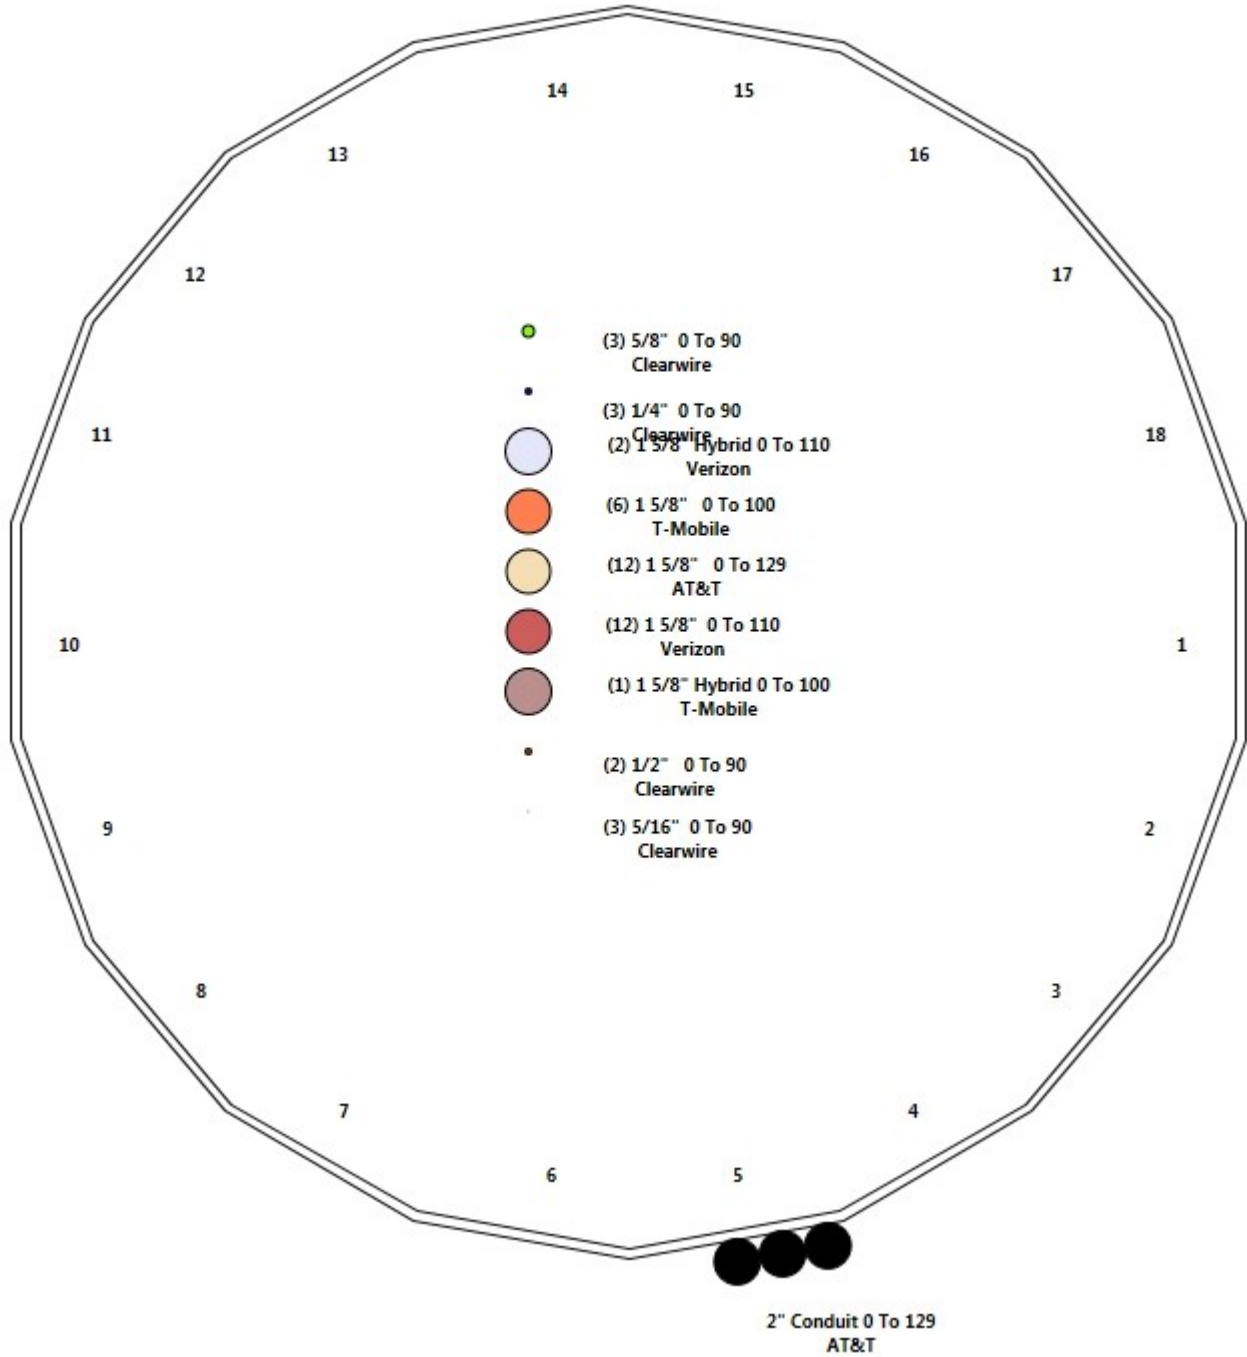 14
15
13
16
12
17
(3) 5/8"  0 To 90
Clearwire
(3) 1/4"  0 To 90
Clearwire
11
18
(2) 1 5/8" Hybrid 0 To 110
Verizon
(6) 1 5/8"   0 To 100
T-Mobile
(12) 1 5/8"   0 To 129
AT&T
(12) 1 5/8"  0 To 110
Verizon
10
1
(1) 1 5/8" Hybrid 0 To 100
T-Mobile
(2) 1/2"   0 To 90
Clearwire
(3) 5/16"  0 To 90
Clearwire
9
2
8
3
7
4
6
5
2" Conduit 0 To 129
AT&T